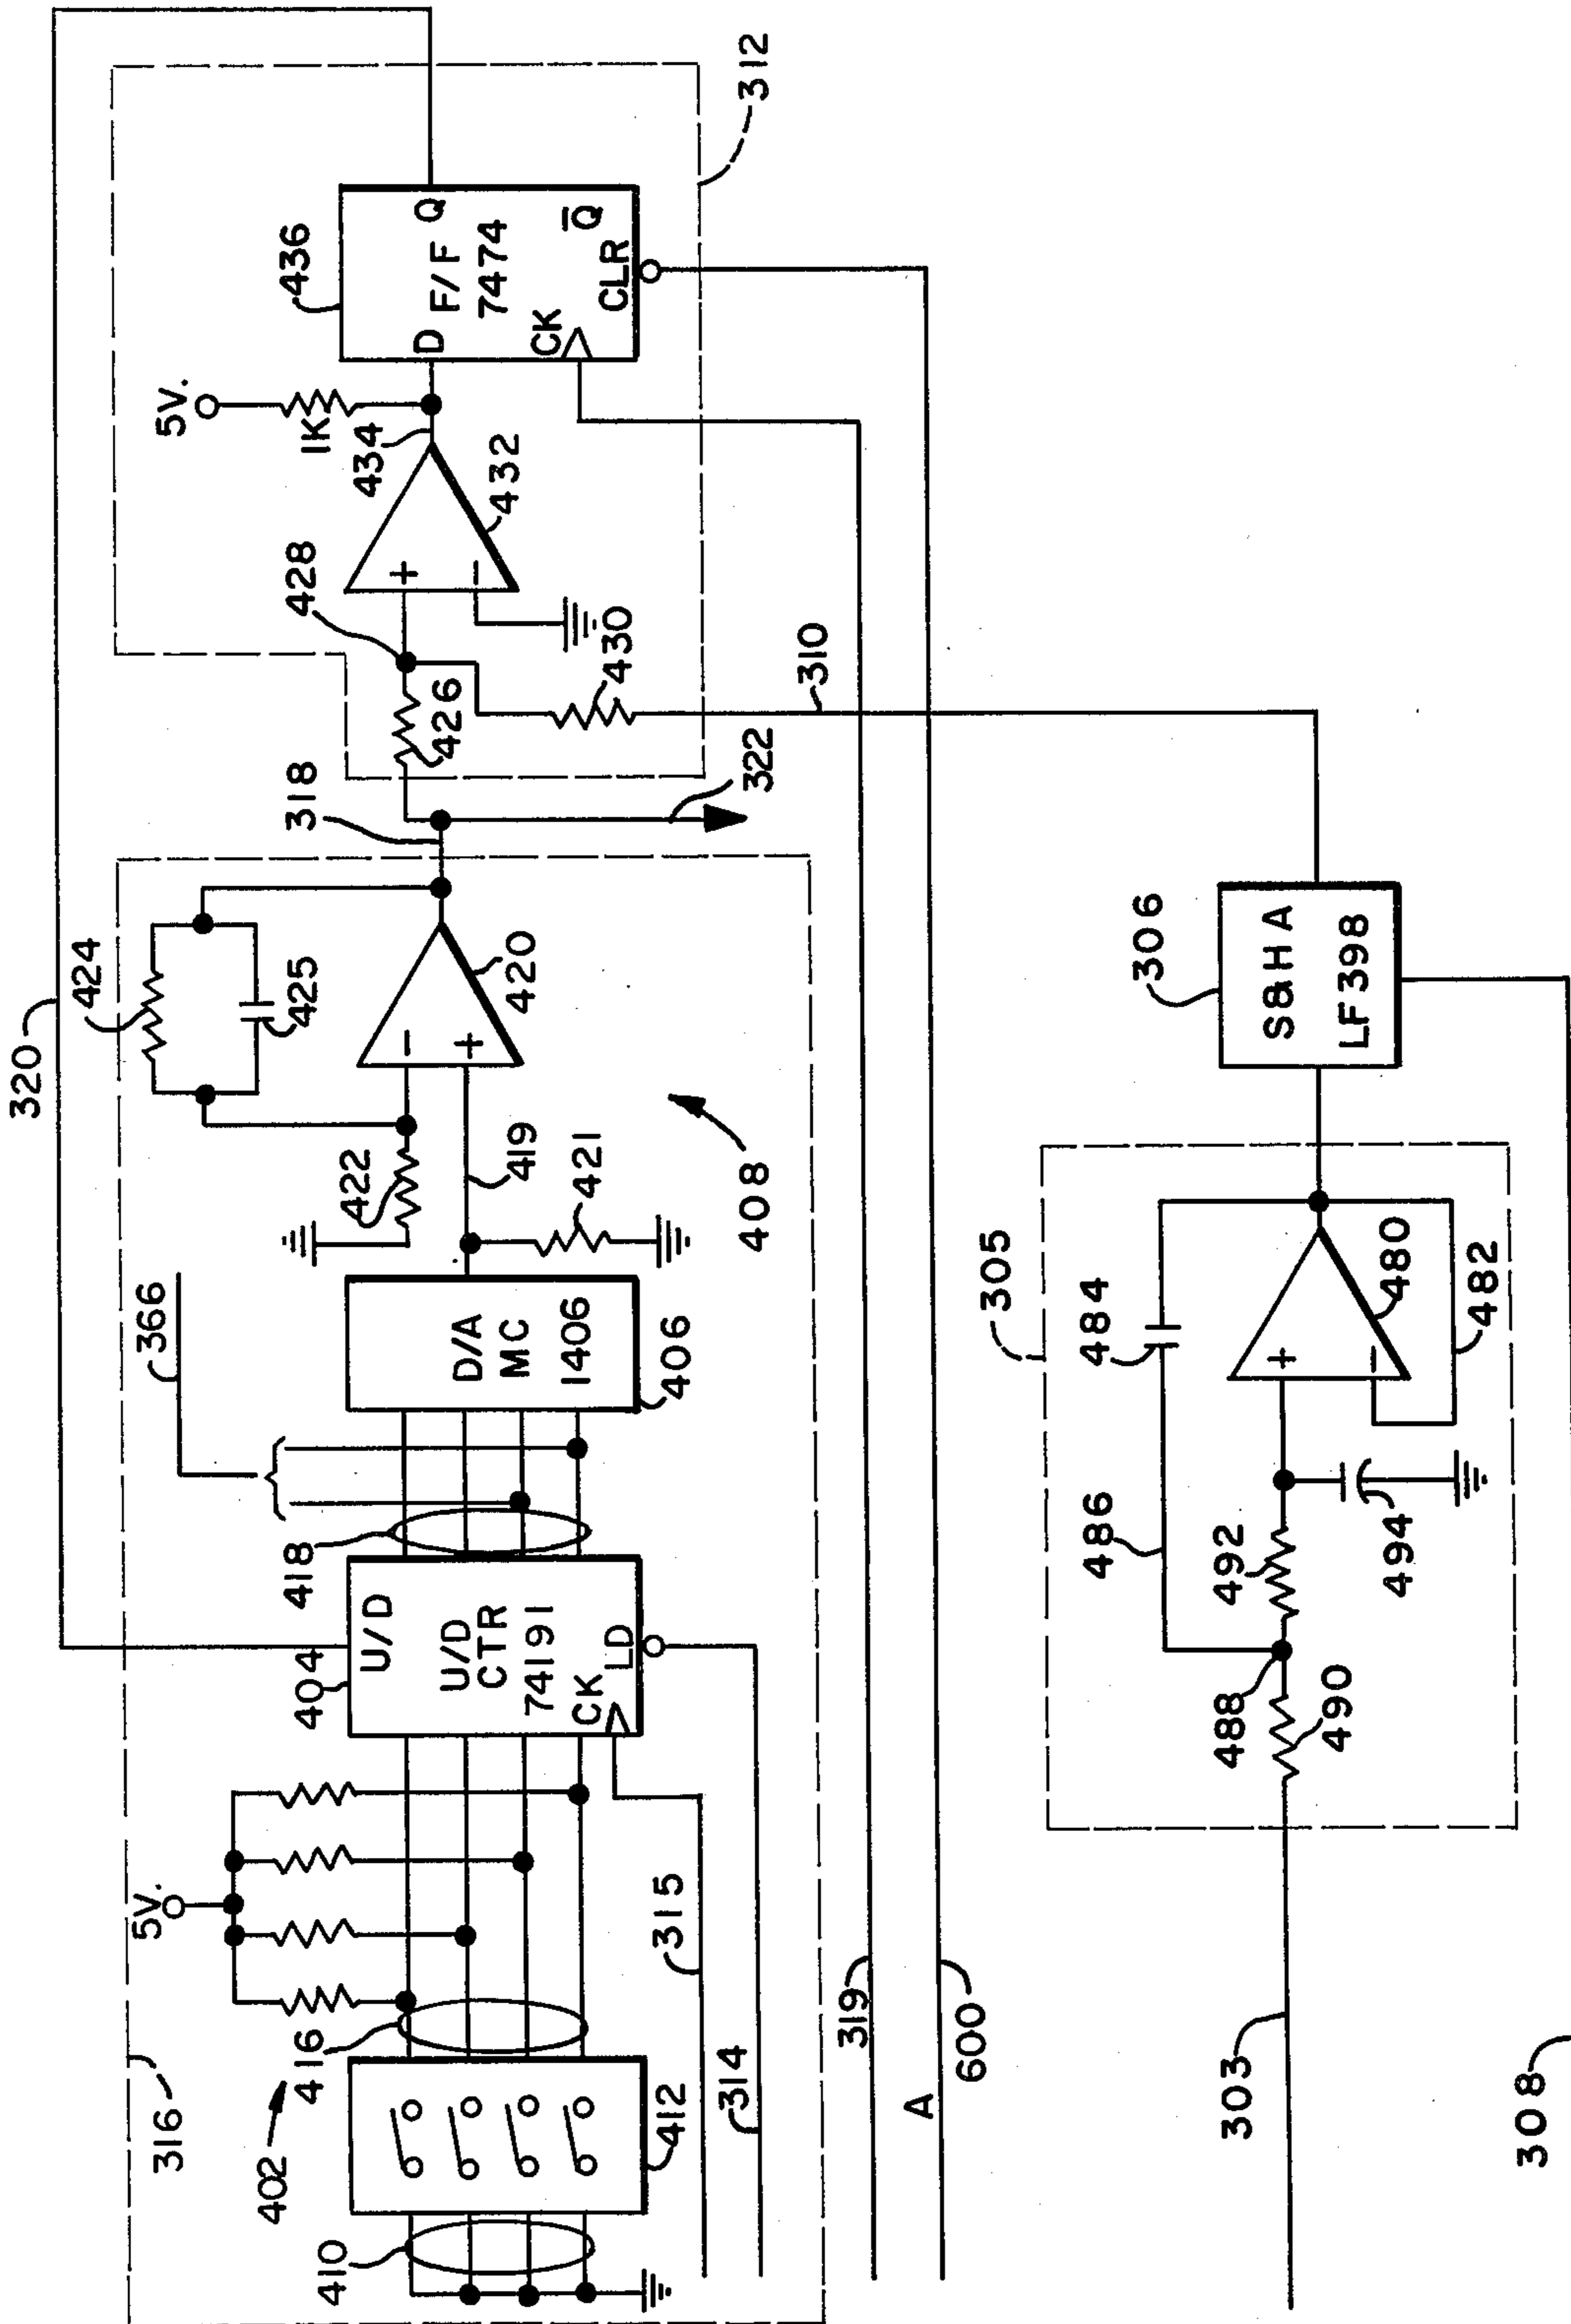 320
312
436
D
Q
F/F
7474
CK
Q̅
CLR
5V.
1K
434
432
428
+
−
430
426
310
318
322
424
425
420
−
+
422
419
421
408
366
D/A
MC
1406
406
418
404
U/D
U/D
CTR
74191
CK
LD
5V.
416
402
412
410
316
315
314
319
A
600
306
S&H A
LF398
305
484
480
482
+
−
486
492
494
488
490
303
308